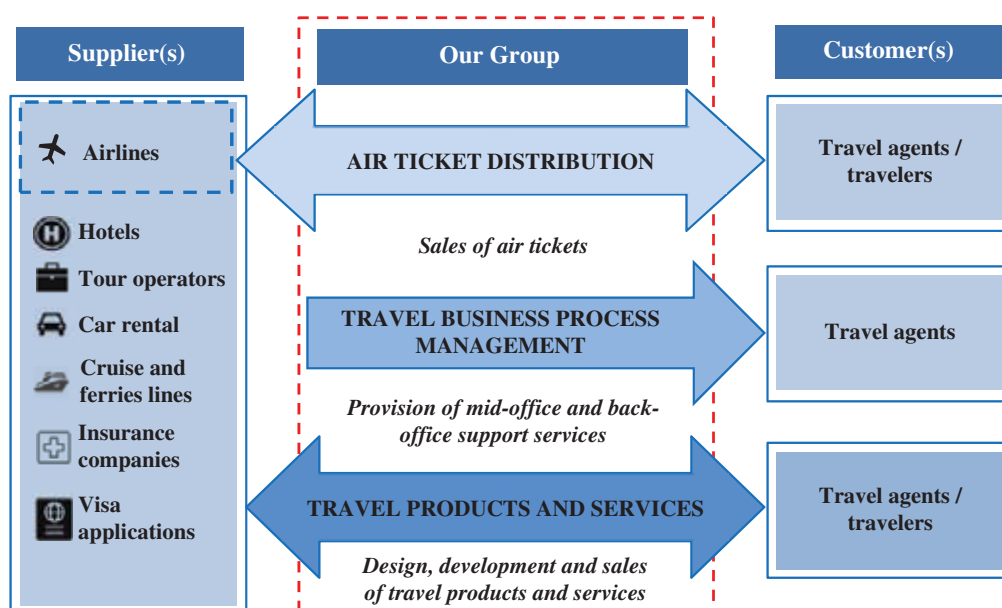 Supplier(s)
Airlines
Hotels
Tour operators
Car rental
Cruise and
ferries lines
Insurance
companies
Visa
applications
Our Group
AIR TICKET DISTRIBUTION
Sales of air tickets
TRAVEL BUSINESS PROCESS
MANAGEMENT
Provision of mid-office and back-
office support services
TRAVEL PRODUCTS AND SERVICES
Design, development and sales
of travel products and services
Customer(s)
Travel agents /
travelers
Travel agents
Travel agents /
travelers